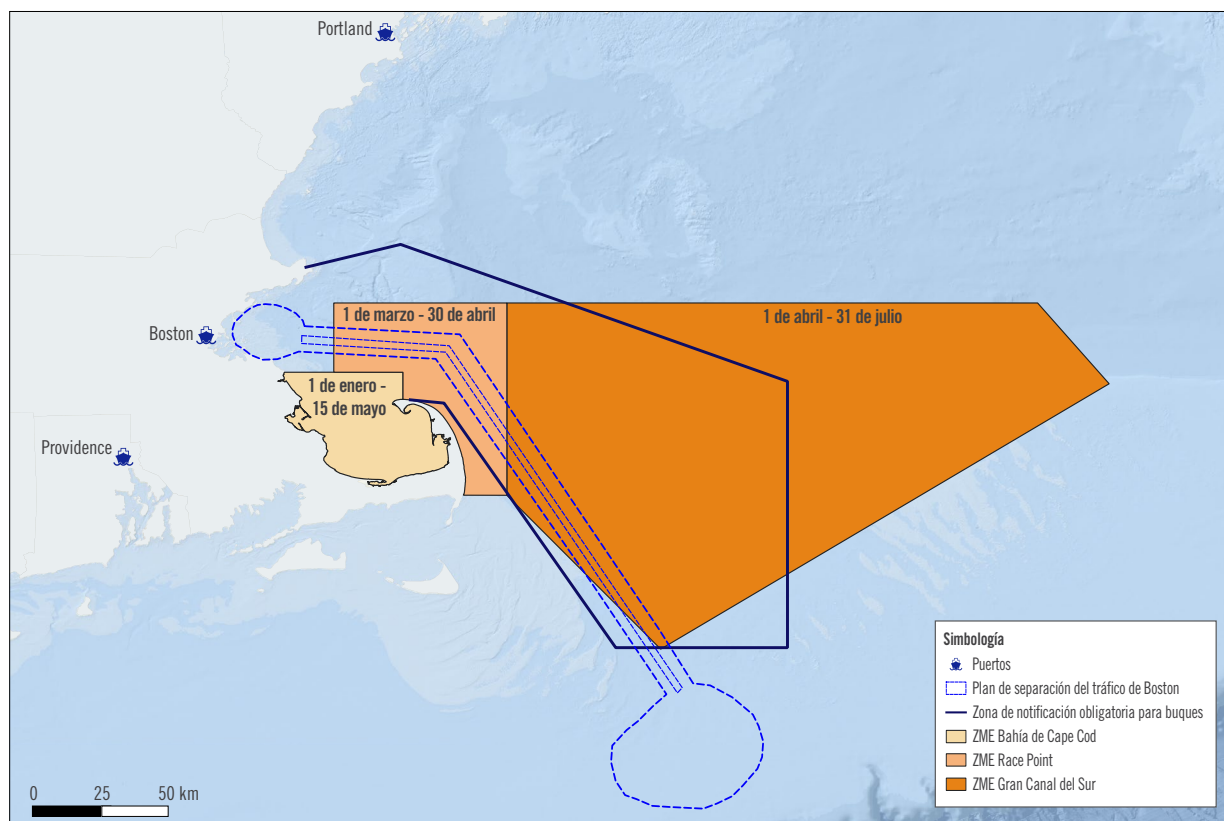 Portland
1 de marzo - 30 de abril
1 de abril - 31 de julio
Boston
1 de enero -
15 de mayo
Providence
Simbología
Puertos
Plan de separación del tráfico de Boston
Zona de notificación obligatoria para buques
ZME Bahía de Cape Cod
ZME Race Point
ZME Gran Canal del Sur
0 25 50 km